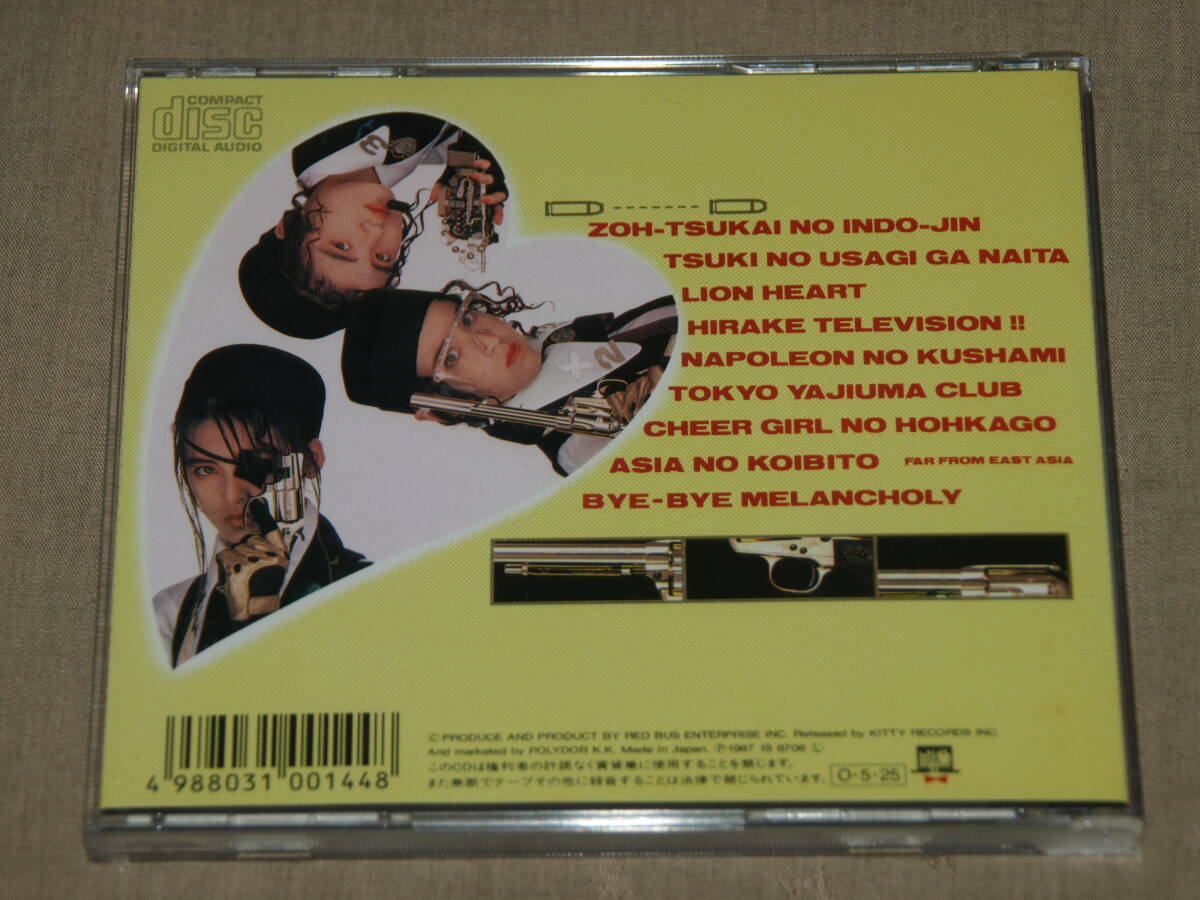 COMPACT
disc
DIGITAL AUDIO
3
2
ZOH-TSUKAI NO INDO-JIN
TSUKI NO USAGI GA NAITA
LION HEART
HIRAKE TELEVISION !!
NAPOLEON NO KUSHAMI
TOKYO YAJIUMA CLUB
CHEER GIRL NO HOHKAGO
ASIA NO KOIBITO FAR FROM EAST ASIA
BYE-BYE MELANCHOLY
ⒸPRODUCE AND PRODUCT BY RED BUS ENTERPRISE INC. Released by KITTY RECORDS INC.
And marketed by POLYDOR K.K. Made in Japan. Ⓟ1987 IS 8706 Ⓛ
このCDは権利者の許諾なく賃貸業に使用することを禁じます。
また無断でテープその他に録音することは法律で禁じられています。
O·5·25
4 988031 001448